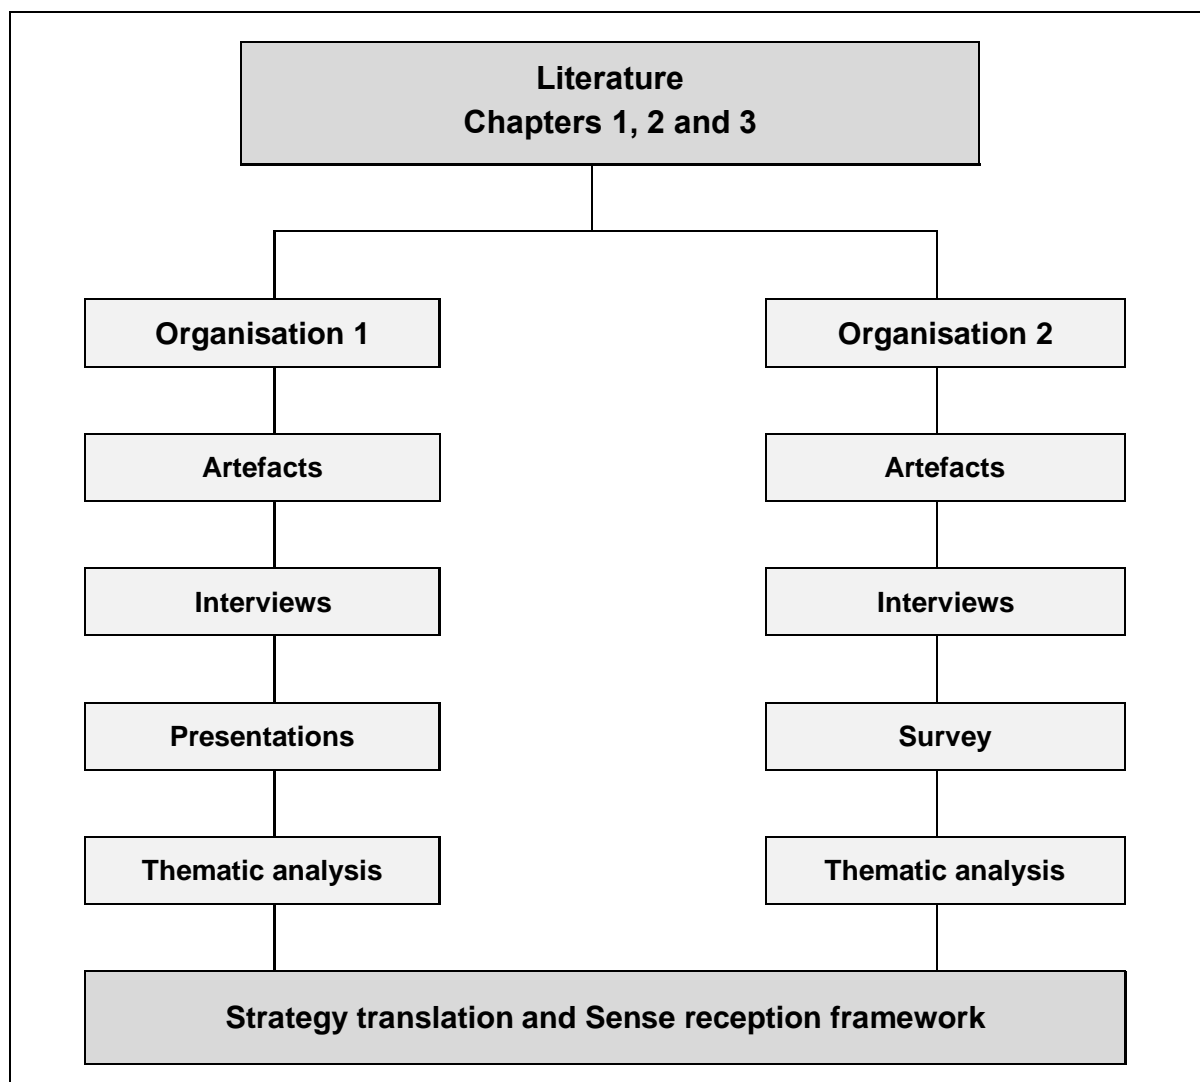 Literature
Chapters 1, 2 and 3
Organisation 1
Organisation 2
Artefacts
Artefacts
Interviews
Interviews
Presentations
Survey
Thematic analysis
Thematic analysis
Strategy translation and Sense reception framework